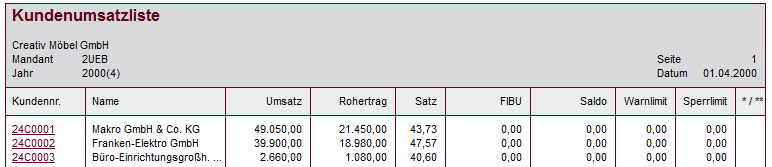 Kundenumsatzliste
Creativ Möbel GmbH
Mandant 2UEB Seite 1
Jahr 2000(4) Datum 01.04.2000
Kundennr. Name Umsatz Rohertrag Satz FIBU Saldo Warnlimit Sperrlimit * / **
24C0001 Makro GmbH & Co. KG 49.050,00 21.450,00 43,73 0,00 0,00 0,00 0,00
24C0002 Franken-Elektro GmbH 39.900,00 18.980,00 47,57 0,00 0,00 0,00 0,00
24C0003 Büro-Einrichtungsgroßh. ... 2.660,00 1.080,00 40,60 0,00 0,00 0,00 0,00